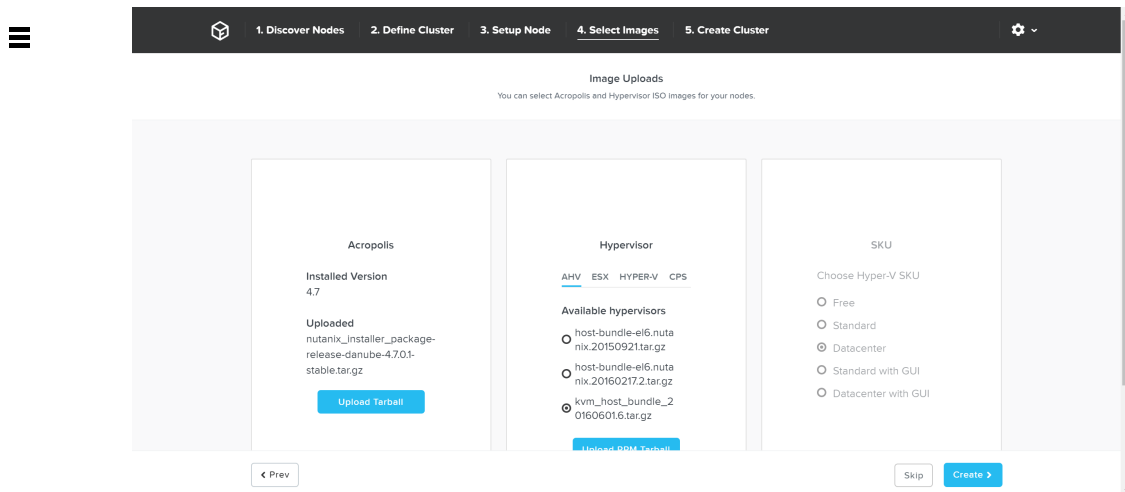 1. Discover Nodes 2. Define Cluster 3. Setup Node 4. Select Images 5. Create Cluster
Image Uploads
You can select Acropolis and Hypervisor ISO images for your nodes.
Acropolis
Installed Version
4.7
Uploaded
nutanix_installer_package-
release-danube-4.7.0.1-
stable.tar.gz
Upload Tarball
Hypervisor
AHV ESX HYPER-V CPS
Available hypervisors
host-bundle-el6.nuta
nix.20150921.tar.gz
host-bundle-el6.nuta
nix.20160217.2.tar.gz
kvm_host_bundle_2
0160601.6.tar.gz
Upload RPM Tarball
SKU
Choose Hyper-V SKU
Free
Standard
Datacenter
Standard with GUI
Datacenter with GUI
Prev
Skip
Create